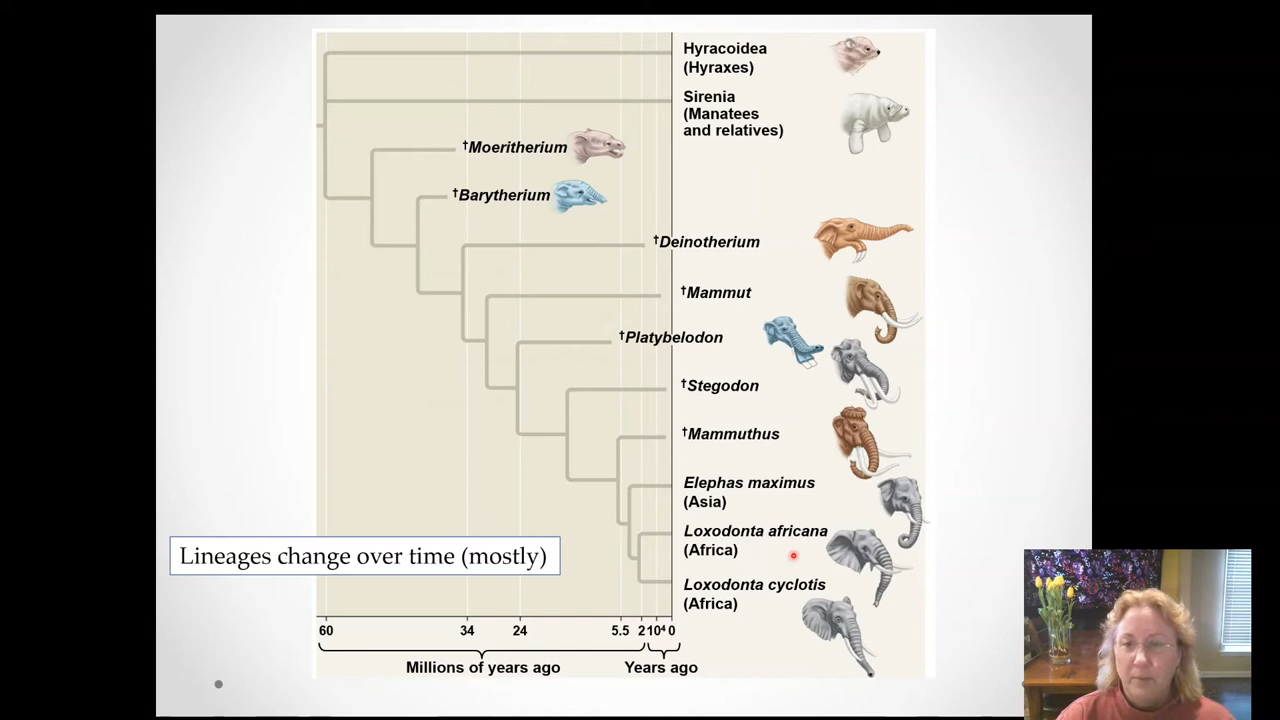 Hyracoidea
(Hyraxes)
Sirenia
(Manatees
and relatives)
†Moeritherium
†Barytherium
†Deinotherium
†Mammut
†Platybelodon
†Stegodon
†Mammuthus
Elephas maximus
(Asia)
Loxodonta africana
(Africa)
Loxodonta cyclotis
(Africa)
Lineages change over time (mostly)
60 34 24 5.5 2 10⁴ 0
Millions of years ago Years ago